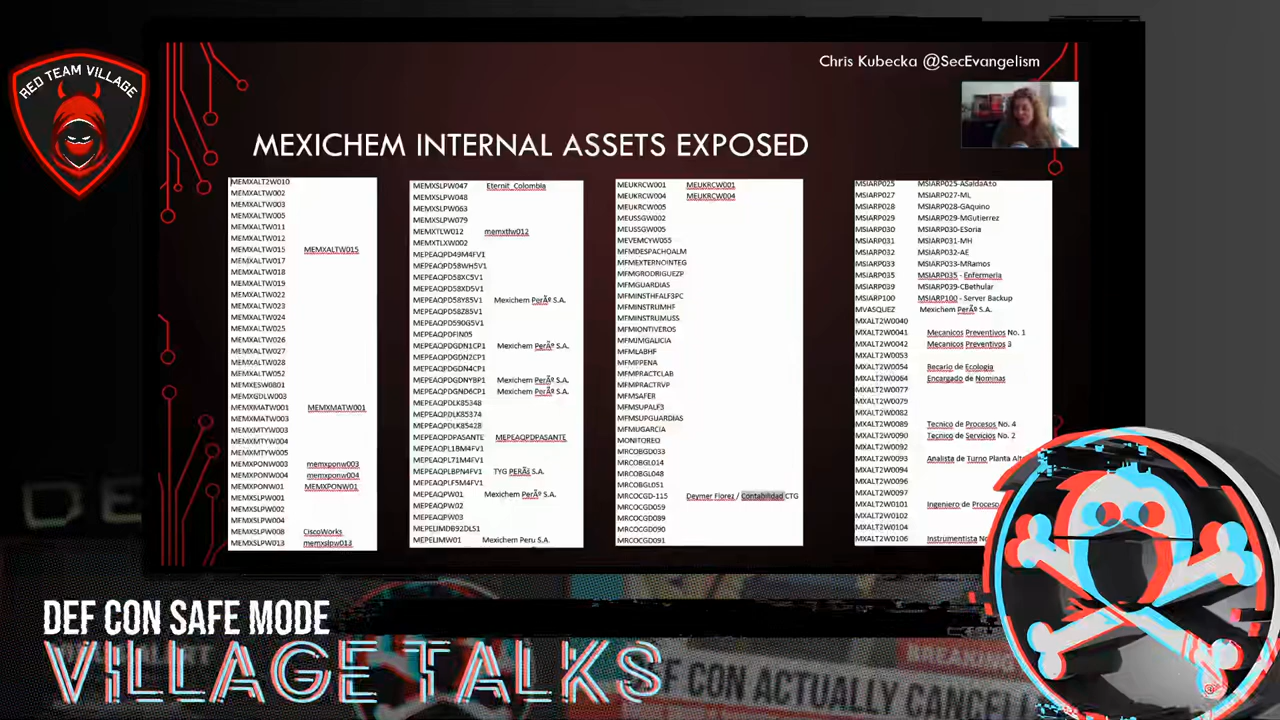 RED TEAM VILLAGE
Chris Kubecka @SecEvangelism
MEXICHEM INTERNAL ASSETS EXPOSED
MEMXALT2W010
MEMXALTW002
MEMXALTW003
MEMXALTW005
MEMXALTW011
MEMXALTW012
MEMXALTW015 MEMXALTW015
MEMXALTW017
MEMXALTW018
MEMXALTW019
MEMXALTW022
MEMXALTW023
MEMXALTW024
MEMXALTW025
MEMXALTW026
MEMXALTW027
MEMXALTW028
MEMXALTW052
MEMXESW0801
MEMXGDLW003
MEMXMATW001 MEMXMATW001
MEMXMATW003
MEMXMTYW003
MEMXMTYW004
MEMXMTYW005
MEMXPONW003 memxponw003
MEMXPONW004 memxponw004
MEMXPONW01 MEMXPONW01
MEMXSLPW001
MEMXSLPW002
MEMXSLPW004
MEMXSLPW008 CiscoWorks
MEMXSLPW013 memxslpw013
MEMXSLPW047 Eternit_Colombia
MEMXSLPW048
MEMXSLPW063
MEMXSLPW079
MEMXTLW012 memxtlw012
MEMXTLXW002
MEPEAQPD49M4FV1
MEPEAQPD58WH5V1
MEPEAQPD58XC5V1
MEPEAQPD58XD5V1
MEPEAQPD58Y85V1 Mexichem PerÃº S.A.
MEPEAQPD58Z85V1
MEPEAQPD590G5V1
MEPEAQPDFIN05
MEPEAQPDGDN1CP1 Mexichem PerÃº S.A.
MEPEAQPDGDN2CP1
MEPEAQPDGDN4CP1
MEPEAQPDGDNYBP1 Mexichem PerÃº S.A.
MEPEAQPDGND6CP1 Mexichem PerÃº S.A.
MEPEAQPDLK85348
MEPEAQPDLK85374
MEPEAQPDLK85428
MEPEAQPDPASANTE MEPEAQPDPASANTE
MEPEAQPL1BM4FV1
MEPEAQPL71M4FV1
MEPEAQPLBPN4FV1 TYG PERÃš S.A.
MEPEAQPLF5M4FV1
MEPEAQPW01 Mexichem PerÃº S.A.
MEPEAQPW02
MEPEAQPW03
MEPELIMDB92DLS1
MEPELIMW01 Mexichem Peru S.A.
MEUKRCW001 MEUKRCW001
MEUKRCW004 MEUKRCW004
MEUKRCW005
MEUSSGW002
MEUSSGW005
MEVEMCYW055
MFMDESPACHOALM
MFMEXTERNOINTEG
MFMGRODRIGUEZP
MFMGUARDIAS
MFMINSTHFALF3PC
MFMINSTRUMHF
MFMINSTRUMUSS
MFMIONTIVEROS
MFMJMGALICIA
MFMLABHF
MFMPPENA
MFMPRACTCLAB
MFMPRACTRVP
MFMSAFER
MFMSUPALF3
MFMSUPGUARDIAS
MFMUGARCIA
MONITOREO
MRCOBGD033
MRCOBGL014
MRCOBGL048
MRCOBGL051
MRCOCGD-115 Deymer Florez / Contabilidad CTG
MRCOCGD059
MRCOCGD089
MRCOCGD090
MRCOCGD091
MSIARP025 MSIARP025-ASaldaÃ±o
MSIARP027 MSIARP027-ML
MSIARP028 MSIARP028-GAquino
MSIARP029 MSIARP029-MGutierrez
MSIARP030 MSIARP030-ESoria
MSIARP031 MSIARP031-MH
MSIARP032 MSIARP032-AE
MSIARP033 MSIARP033-MRamos
MSIARP035 MSIARP035 - Enfermeria
MSIARP039 MSIARP039-CBethular
MSIARP100 MSIARP100 - Server Backup
MVASQUEZ Mexichem PerÃº S.A.
MXALT2W0040
MXALT2W0041 Mecanicos Preventivos No. 1
MXALT2W0042 Mecanicos Preventivos 3
MXALT2W0053
MXALT2W0054 Becario de Ecologia
MXALT2W0064 Encargado de Nominas
MXALT2W0077
MXALT2W0079
MXALT2W0082
MXALT2W0089 Tecnico de Procesos No. 4
MXALT2W0090 Tecnico de Servicios No. 2
MXALT2W0092
MXALT2W0093 Analista de Turno Planta Alt
MXALT2W0094
MXALT2W0096
MXALT2W0097
MXALT2W0101 Ingeniero de Proceso
MXALT2W0102
MXALT2W0104
MXALT2W0106 Instrumentista No
DEF CON SAFE MODE
VILLAGE TALKS
DEF CON ACTUALLY CANCELL